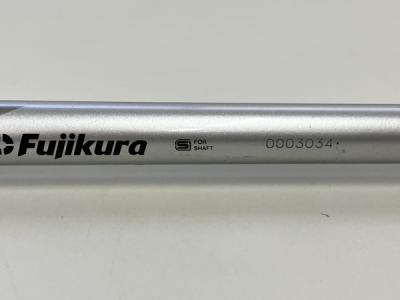 Fujikura
S FOR
SHAFT
0003034